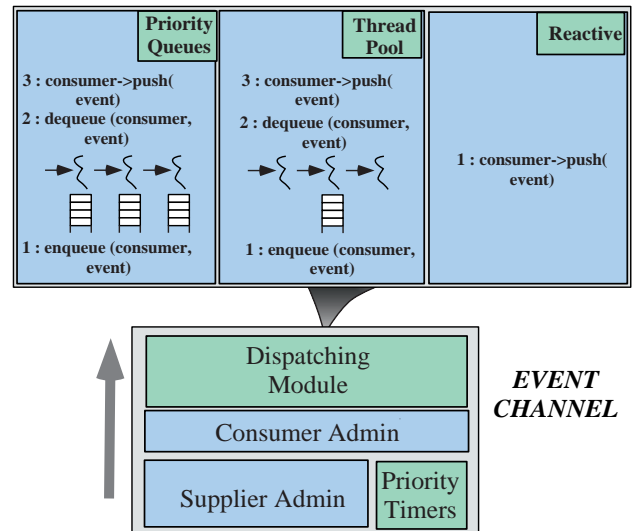 Priority
Queues
3 : consumer->push(
event)
2 : dequeue (consumer,
event)
1 : enqueue (consumer,
event)
Thread
Pool
3 : consumer->push(
event)
2 : dequeue (consumer,
event)
1 : enqueue (consumer,
event)
Reactive
1 : consumer->push(
event)
Dispatching
Module
Consumer Admin
Supplier Admin
Priority
Timers
EVENT
CHANNEL